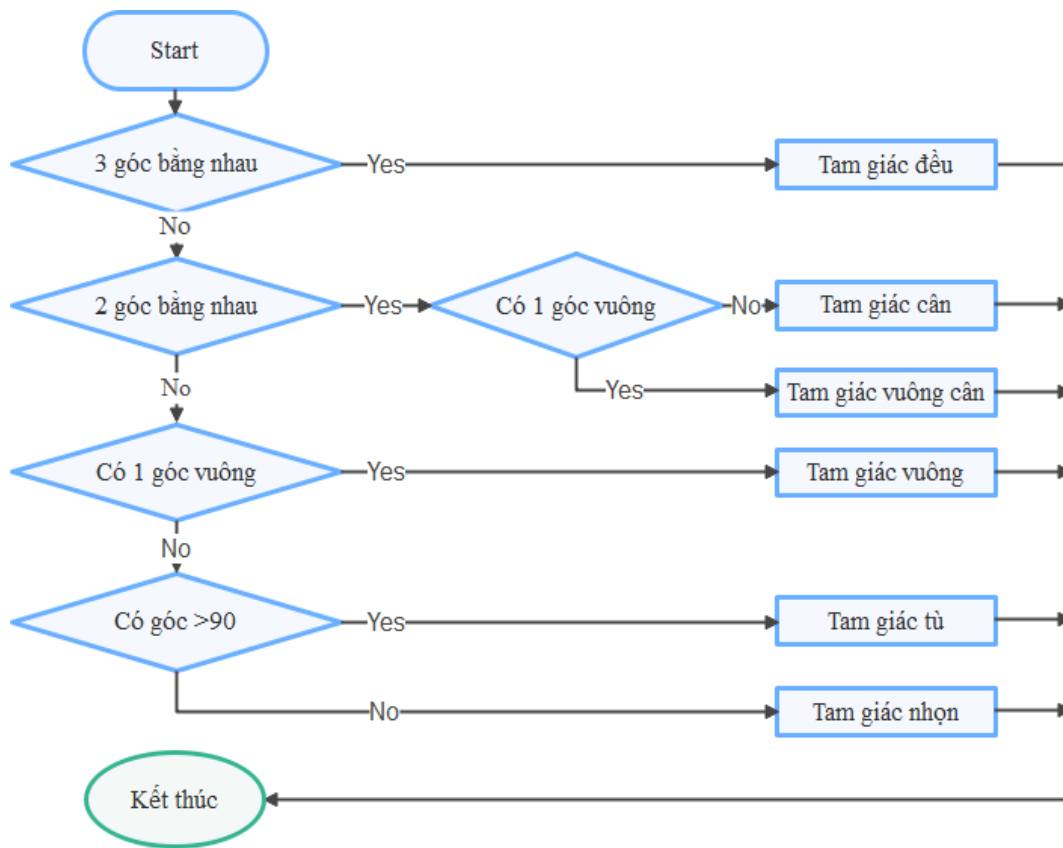 Start
3 góc bằng nhau
Yes
Tam giác đều
No
2 góc bằng nhau
Yes
Có 1 góc vuông
No
Tam giác cân
Yes
Tam giác vuông cân
No
Có 1 góc vuông
Yes
Tam giác vuông
No
Có góc >90
Yes
Tam giác tù
No
Tam giác nhọn
Kết thúc